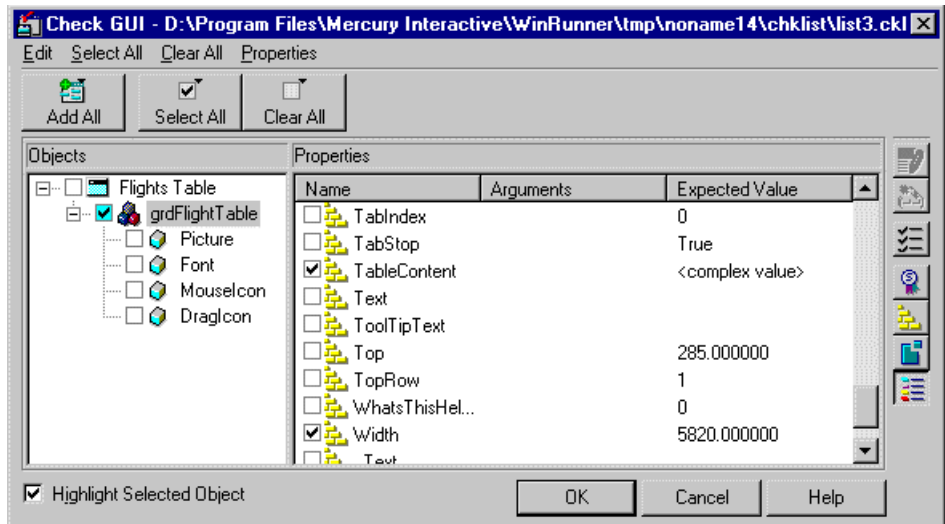 Check GUI - D:\Program Files\Mercury Interactive\WinRunner\tmp\noname14\chklist\list3.ckl
Edit Select All Clear All Properties
Add All Select All Clear All
Objects Properties
Name Arguments Expected Value
Flights Table
grdFlightTable
Picture
Font
MouseIcon
DragIcon
TabIndex 0
TabStop True
TableContent <complex value>
Text
ToolTipText
Top 285.000000
TopRow 1
WhatsThisHel... 0
Width 5820.000000
Text
Highlight Selected Object
OK Cancel Help